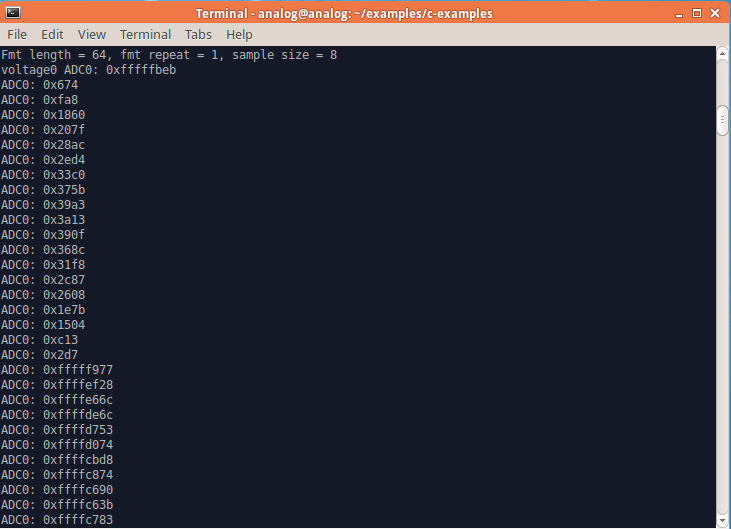 Terminal - analog@analog: ~/examples/c-examples
File Edit View Terminal Tabs Help
Fmt length = 64, fmt repeat = 1, sample size = 8
voltage0 ADC0: 0xfffffbeb
ADC0: 0x674
ADC0: 0xfa8
ADC0: 0x1860
ADC0: 0x207f
ADC0: 0x28ac
ADC0: 0x2ed4
ADC0: 0x33c0
ADC0: 0x375b
ADC0: 0x39a3
ADC0: 0x3a13
ADC0: 0x390f
ADC0: 0x368c
ADC0: 0x31f8
ADC0: 0x2c87
ADC0: 0x2608
ADC0: 0x1e7b
ADC0: 0x1504
ADC0: 0xc13
ADC0: 0x2d7
ADC0: 0xfffff977
ADC0: 0xffffef28
ADC0: 0xffffe66c
ADC0: 0xffffde6c
ADC0: 0xffffd753
ADC0: 0xffffd074
ADC0: 0xffffcbd8
ADC0: 0xffffc874
ADC0: 0xffffc690
ADC0: 0xffffc63b
ADC0: 0xffffc783